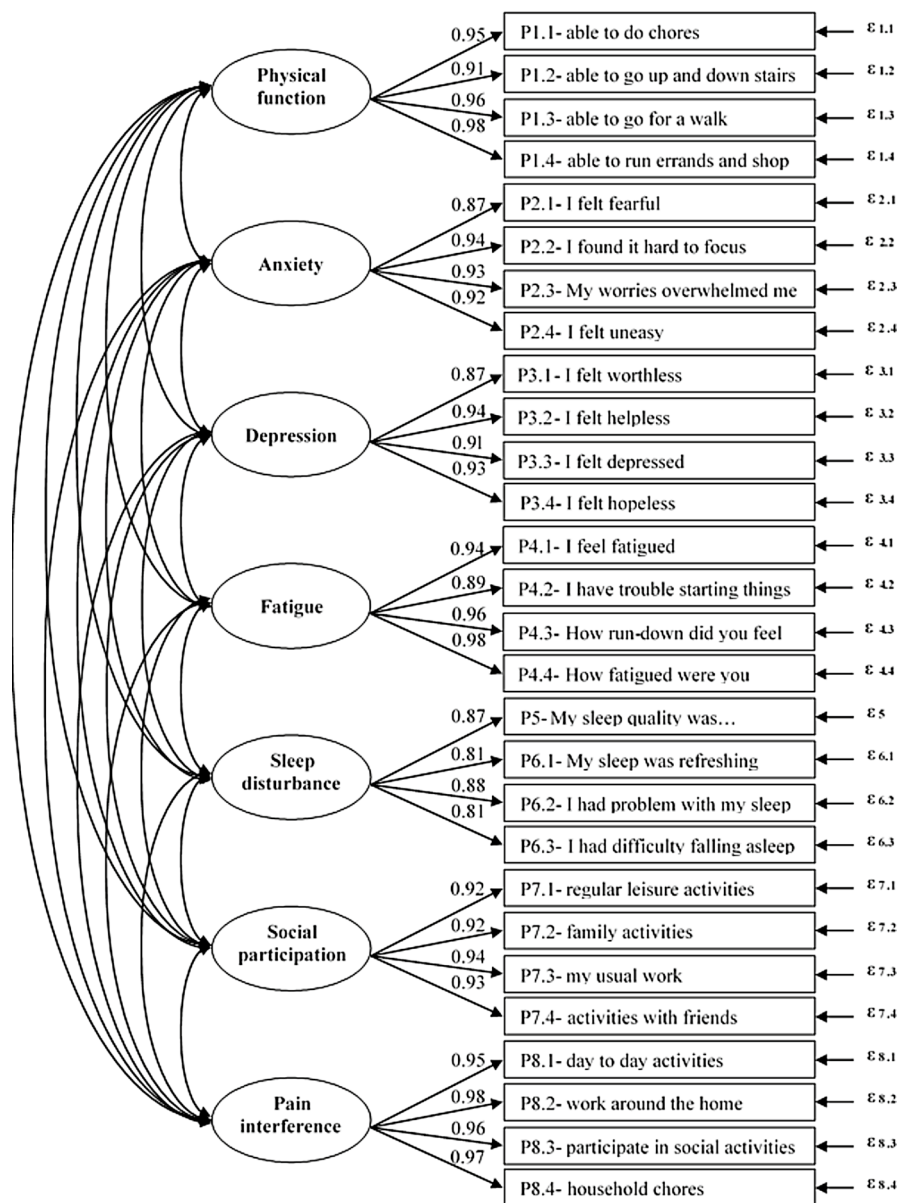 Physical
function
0.95
0.91
0.96
0.98
P1.1- able to do chores
P1.2- able to go up and down stairs
P1.3- able to go for a walk
P1.4- able to run errands and shop
ε 1.1
ε 1.2
ε 1.3
ε 1.4
Anxiety
0.87
0.94
0.93
0.92
P2.1- I felt fearful
P2.2- I found it hard to focus
P2.3- My worries overwhelmed me
P2.4- I felt uneasy
ε 2.1
ε 2.2
ε 2.3
ε 2.4
Depression
0.87
0.94
0.91
0.93
P3.1- I felt worthless
P3.2- I felt helpless
P3.3- I felt depressed
P3.4- I felt hopeless
ε 3.1
ε 3.2
ε 3.3
ε 3.4
Fatigue
0.94
0.89
0.96
0.98
P4.1- I feel fatigued
P4.2- I have trouble starting things
P4.3- How run-down did you feel
P4.4- How fatigued were you
ε 4.1
ε 4.2
ε 4.3
ε 4.4
Sleep
disturbance
0.87
0.81
0.88
0.81
P5- My sleep quality was…
P6.1- My sleep was refreshing
P6.2- I had problem with my sleep
P6.3- I had difficulty falling asleep
ε 5
ε 6.1
ε 6.2
ε 6.3
Social
participation
0.92
0.92
0.94
0.93
P7.1- regular leisure activities
P7.2- family activities
P7.3- my usual work
P7.4- activities with friends
ε 7.1
ε 7.2
ε 7.3
ε 7.4
Pain
interference
0.95
0.98
0.96
0.97
P8.1- day to day activities
P8.2- work around the home
P8.3- participate in social activities
P8.4- household chores
ε 8.1
ε 8.2
ε 8.3
ε 8.4